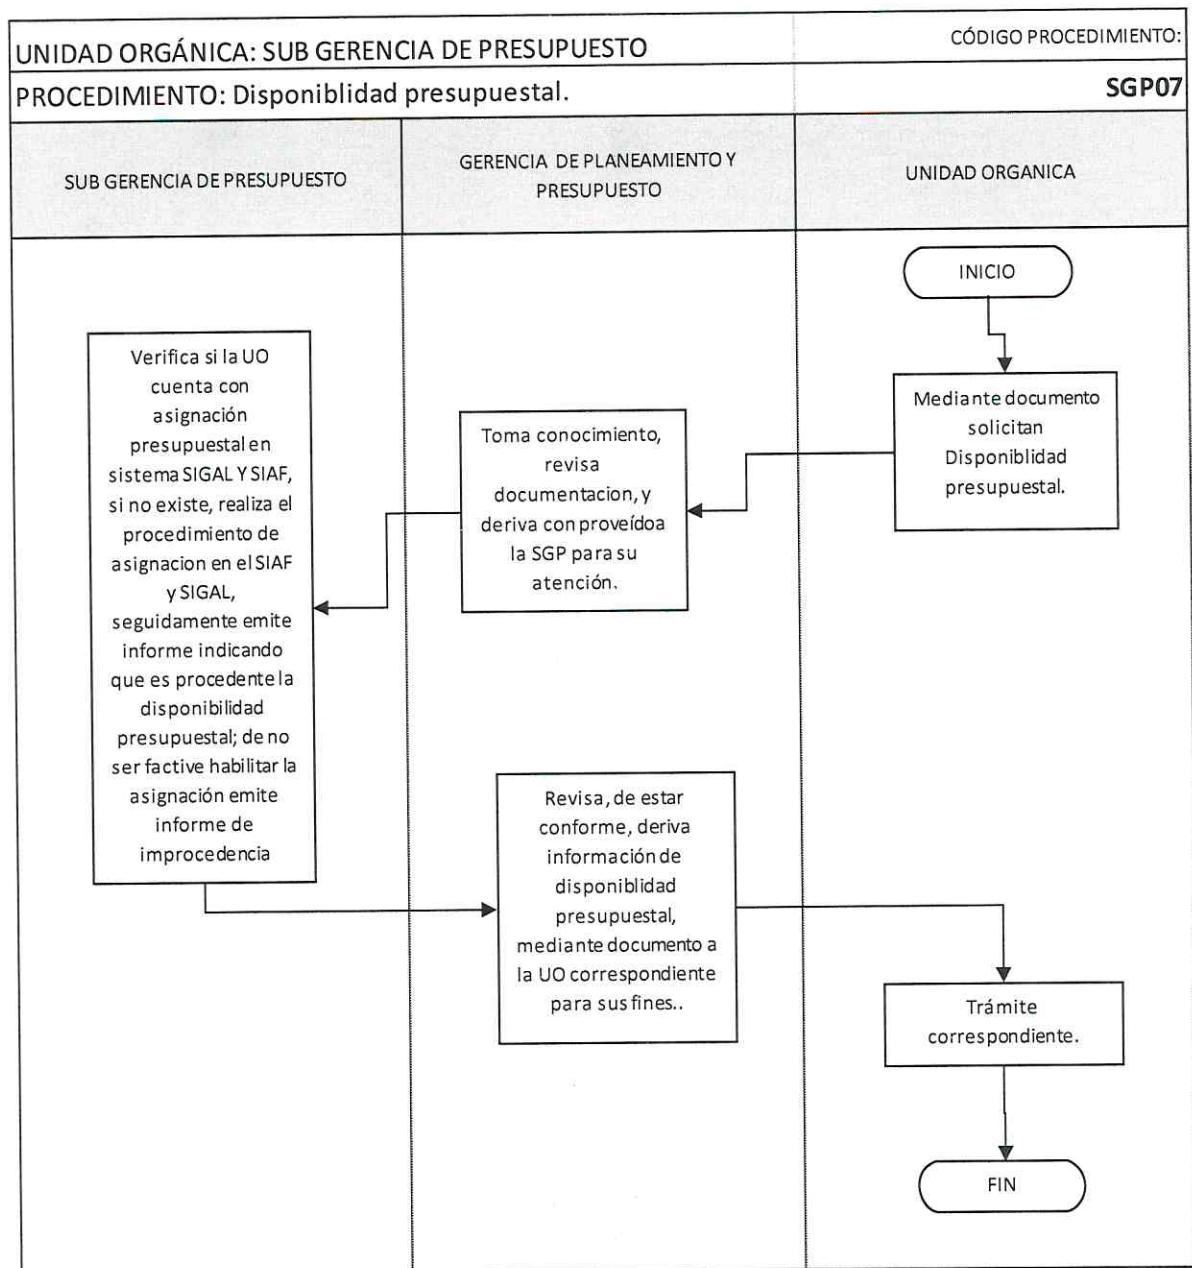 UNIDAD ORGÁNICA: SUB GERENCIA DE PRESUPUESTO
CÓDIGO PROCEDIMIENTO:
PROCEDIMIENTO: Disponiblidad presupuestal.
SGP07
SUB GERENCIA DE PRESUPUESTO
GERENCIA DE PLANEAMIENTO Y
PRESUPUESTO
UNIDAD ORGANICA
INICIO
Mediante documento
solicitan
Disponiblidad
presupuestal.
Toma conocimiento,
revisa
documentacion, y
deriva con proveídoa
la SGP para su
atención.
Verifica si la UO
cuenta con
asignación
presupuestal en
sistema SIGAL Y SIAF,
si no existe, realiza el
procedimiento de
asignacion en el SIAF
y SIGAL,
seguidamente emite
informe indicando
que es procedente la
disponibilidad
presupuestal; de no
ser factive habilitar la
asignación emite
informe de
improcedencia
Revisa, de estar
conforme, deriva
información de
disponiblidad
presupuestal,
mediante documento a
la UO correspondiente
para sus fines..
Trámite
correspondiente.
FIN